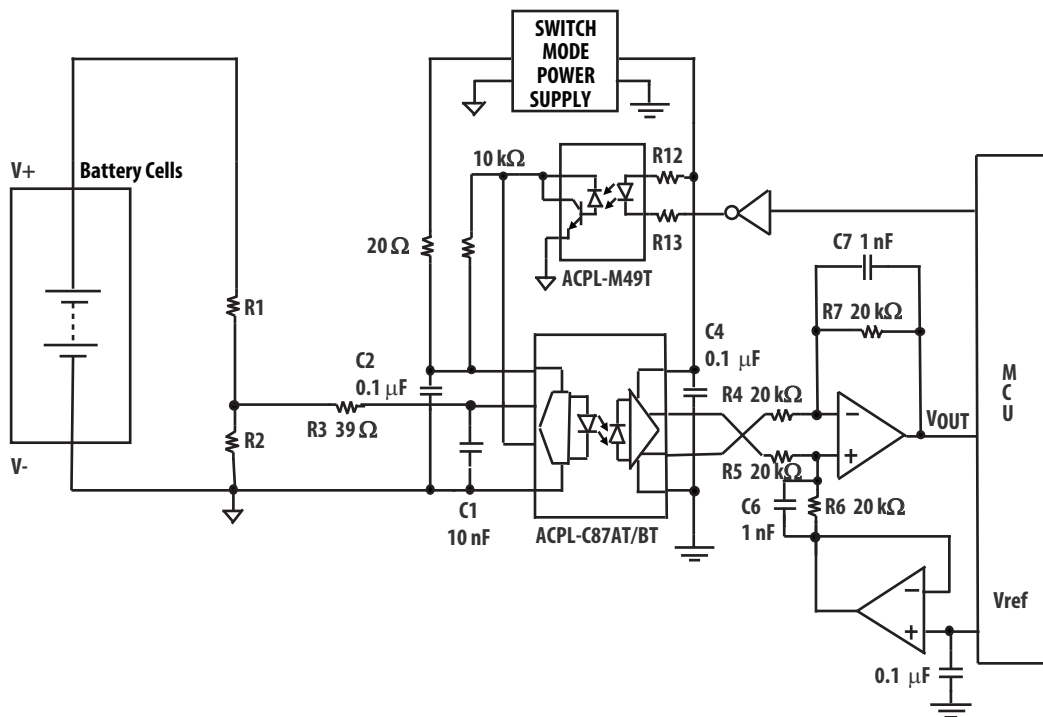 SWITCH
MODE
POWER
SUPPLY
V+
Battery Cells
10 kΩ
R12
R13
20 Ω
ACPL-M49T
C7 1 nF
R7 20 kΩ
R1
C2
0.1 μF
C4
0.1 μF
M
C
U
R4 20 kΩ
−
+
VOUT
R3 39 Ω
R2
R5 20 kΩ
V-
C1
10 nF
ACPL-C87AT/BT
C6
1 nF
R6 20 kΩ
−
+
Vref
0.1 μF